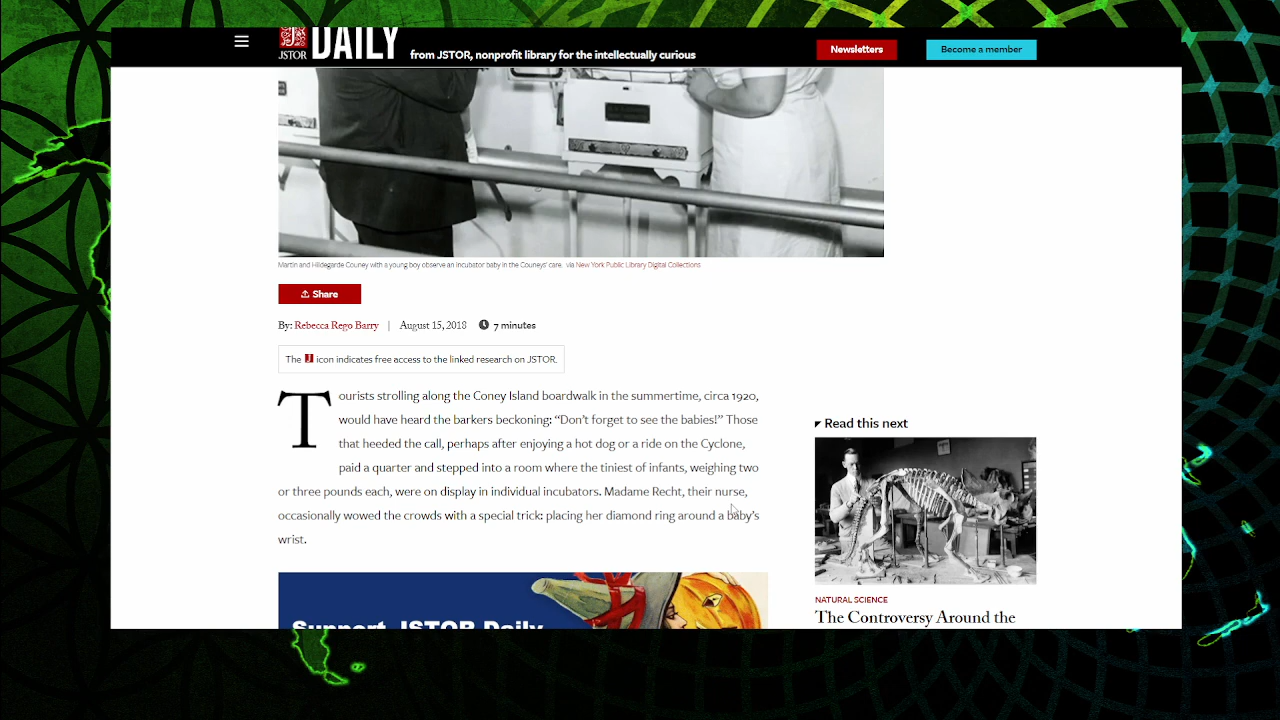 JSTOR
DAILY
from JSTOR, nonprofit library for the intellectually curious
Newsletters
Become a member
Martin and Hildegarde Couney with a young boy observe an incubator baby in the Couneys' care. via New York Public Library Digital Collections
Share
By: Rebecca Rego Barry | August 15, 2018 7 minutes
The J icon indicates free access to the linked research on JSTOR.
Tourists strolling along the Coney Island boardwalk in the summertime, circa 1920,
would have heard the barkers beckoning: “Don’t forget to see the babies!” Those
that heeded the call, perhaps after enjoying a hot dog or a ride on the Cyclone,
paid a quarter and stepped into a room where the tiniest of infants, weighing two
or three pounds each, were on display in individual incubators. Madame Recht, their nurse,
occasionally wowed the crowds with a special trick: placing her diamond ring around a baby’s
wrist.
Support JSTOR Daily
Read this next
NATURAL SCIENCE
The Controversy Around the